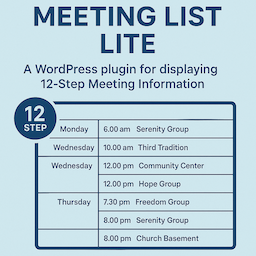 MEETING LIST
LITE
A WordPress plugin for displaying
12-Step Meeting Information
12
STEP
Monday 6.00 am Serenity Group
Wednesday 10.00 am Third Tradition
Wednesday 12.00 pm Community Center
12.00 pm Hope Group
Thursday 7.30 pm Freedom Group
8.00 pm Serenity Group
8.00 pm Church Basement